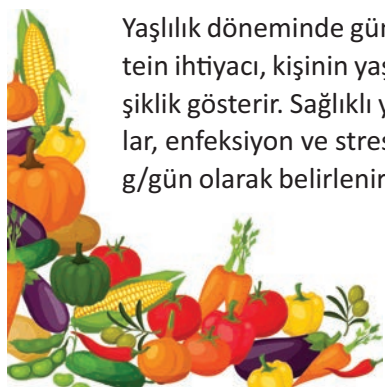 Yaşlılık döneminde gün
tein ihtiyacı, kişinin yaş
şiklik gösterir. Sağlıklı y
lar, enfeksiyon ve stres
g/gün olarak belirlenir